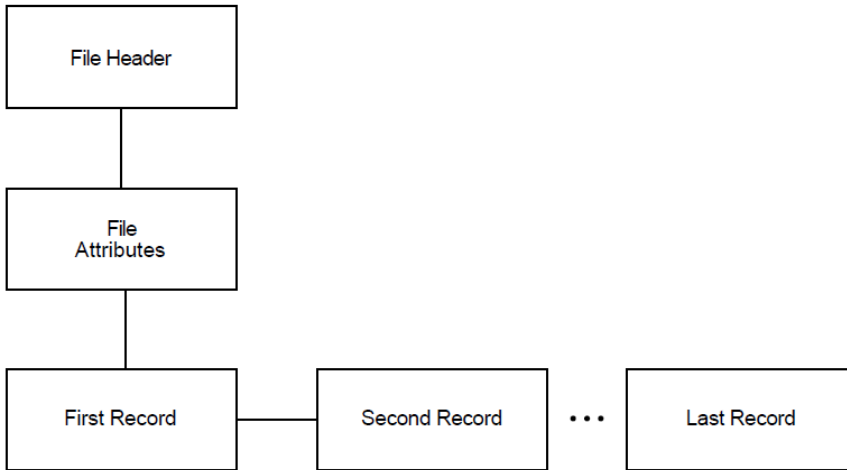 File Header
File
Attributes
First Record
Second Record
•••
Last Record